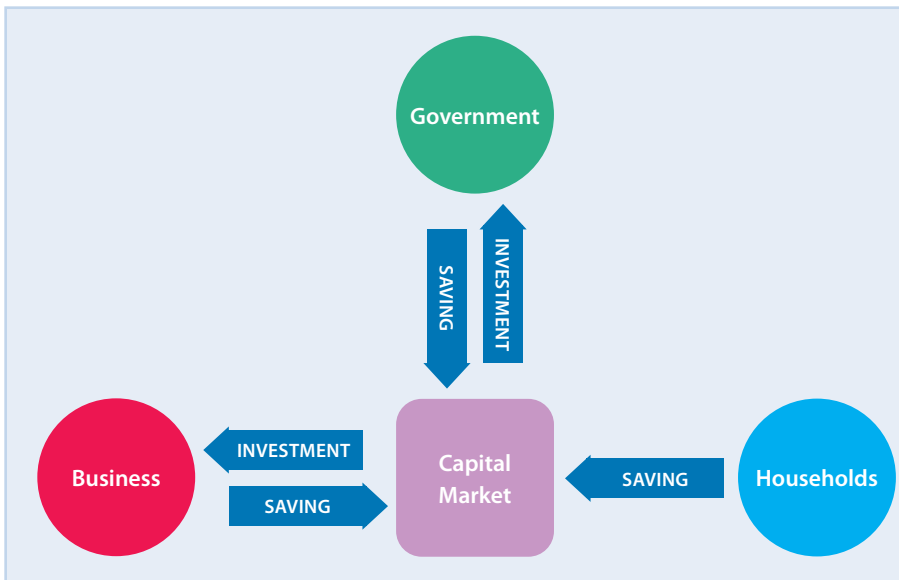 Government
SAVING
INVESTMENT
INVESTMENT
SAVING
Business
Capital
Market
SAVING
Households